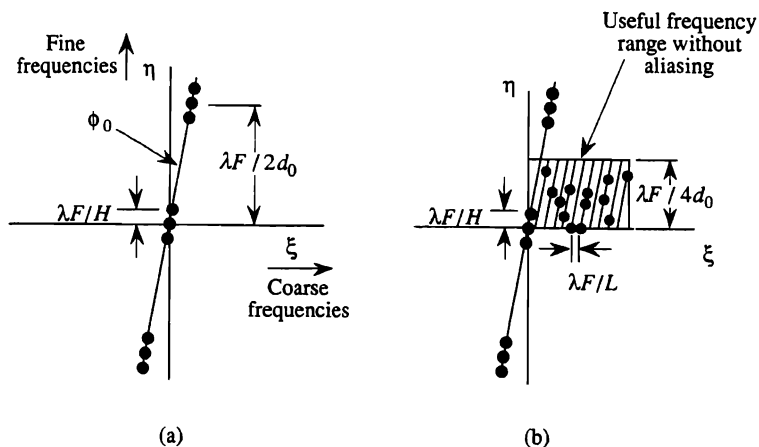 Fine
frequencies
η
ϕ₀
λF / 2d₀
λF/H
ξ
Coarse
frequencies
(a)
Useful frequency
range without
aliasing
η
λF/H
λF / 4d₀
ξ
λF/L
(b)